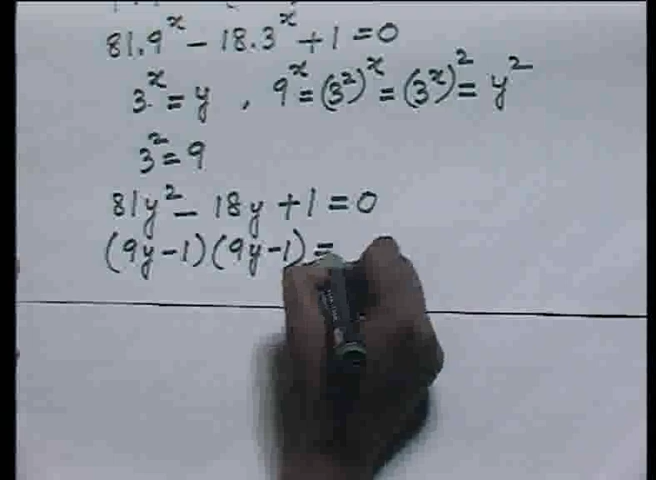 81.9^x - 18.3^x + 1 = 0
3^x = y , 9^x = (3^2)^x = (3^x)^2 = y^2
3^2 = 9
81y^2 - 18y + 1 = 0
(9y-1)(9y-1) =